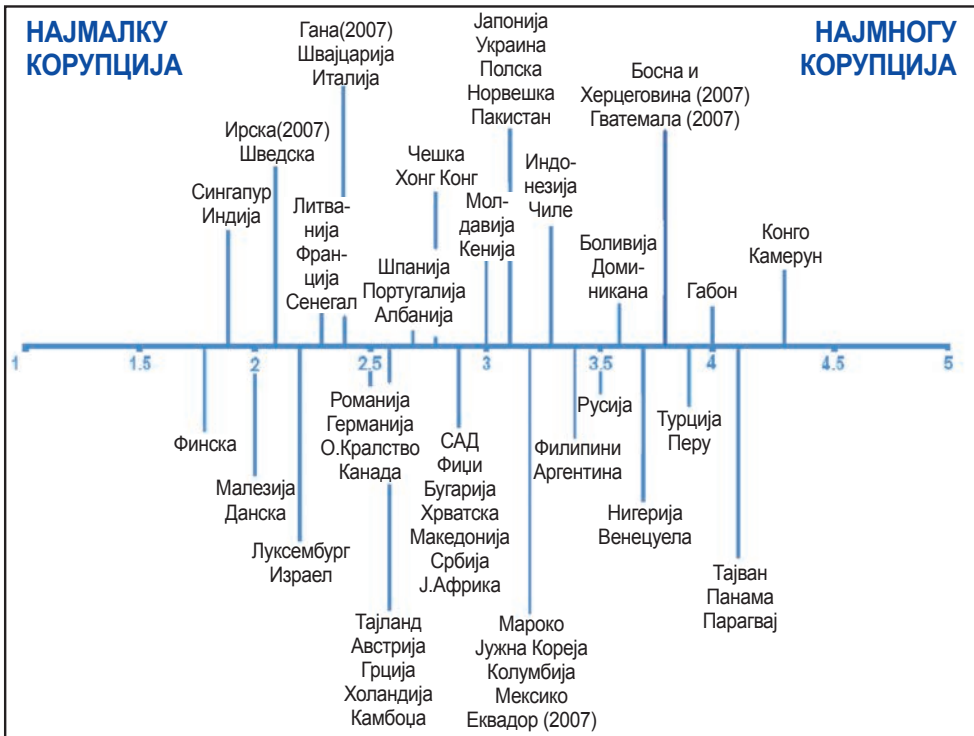 НАЈМАЛКУ
КОРУПЦИЈА
НАЈМНОГУ
КОРУПЦИЈА
Гана(2007)
Швајцарија
Италија
Јапонија
Украина
Полска
Норвешка
Пакистан
Босна и
Херцеговина (2007)
Гватемала (2007)
Ирска(2007)
Шведска
Чешка
Хонг Конг
Индо-
незија
Чиле
Сингапур
Индија
Литва-
нија
Фран-
ција
Сенегал
Мол-
давија
Кенија
Шпанија
Португалија
Албанија
Боливија
Доми-
никана
Габон
Конго
Камерун
1
2
2.5
3
3.5
4
4.5
5
1.5
Финска
Малезија
Данска
Луксембург
Израел
Романија
Германија
О.Кралство
Канада
Тајланд
Австрија
Грција
Холандија
Камбоџа
САД
Фиџи
Бугарија
Хрватска
Македонија
Србија
Ј.Африка
Мароко
Јужна Кореја
Колумбија
Мексико
Еквадор (2007)
Филипини
Аргентина
Русија
Нигерија
Венецуела
Турција
Перу
Тајван
Панама
Парагвај